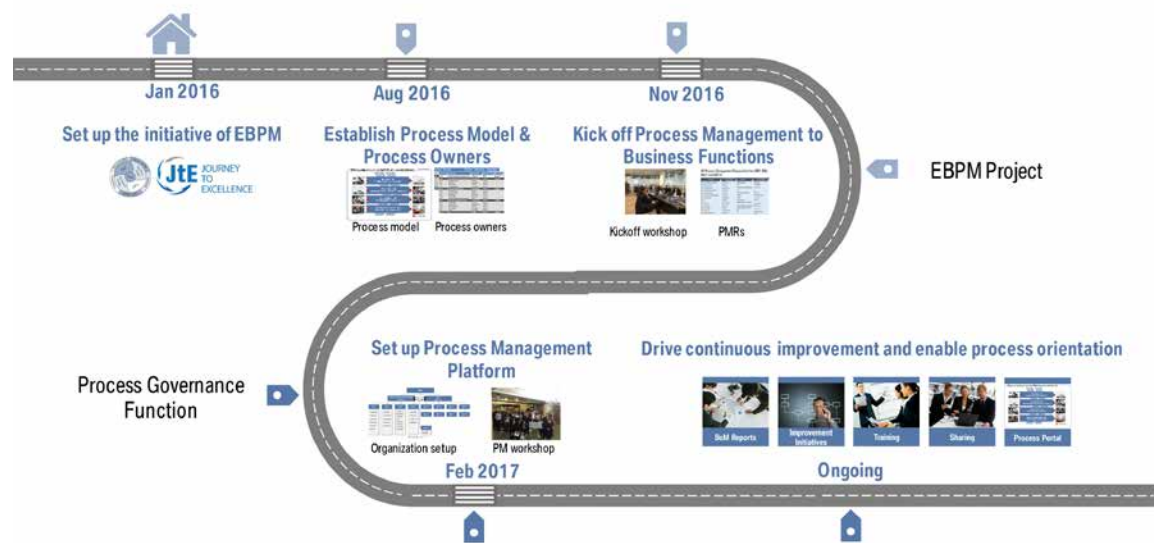 Jan 2016
Aug 2016
Nov 2016
Set up the initiative of EBPM
JtE JOURNEY
TO
EXCELLENCE
Establish Process Model &
Process Owners
Process model
Process owners
Kick off Process Management to
Business Functions
Kickoff workshop
PMRs
EBPM Project
Process Governance
Function
Set up Process Management
Platform
Organization setup
PM workshop
Feb 2017
Drive continuous improvement and enable process orientation
BoM Reports
Improvement
Initiatives
Training
Sharing
Process Portal
Ongoing